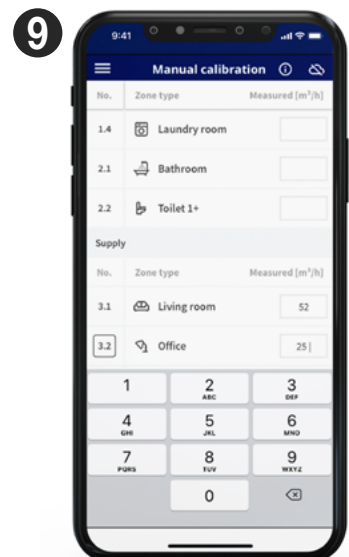 9
9:41
Manual calibration
No. Zone type Measured [m³/h]
1.4 Laundry room
2.1 Bathroom
2.2 Toilet 1+
Supply
No. Zone type Measured [m³/h]
3.1 Living room 52
3.2 Office 25
1 2 3
ABC DEF
4 5 6
GHI JKL MNO
7 8 9
PQRS TUV WXYZ
0